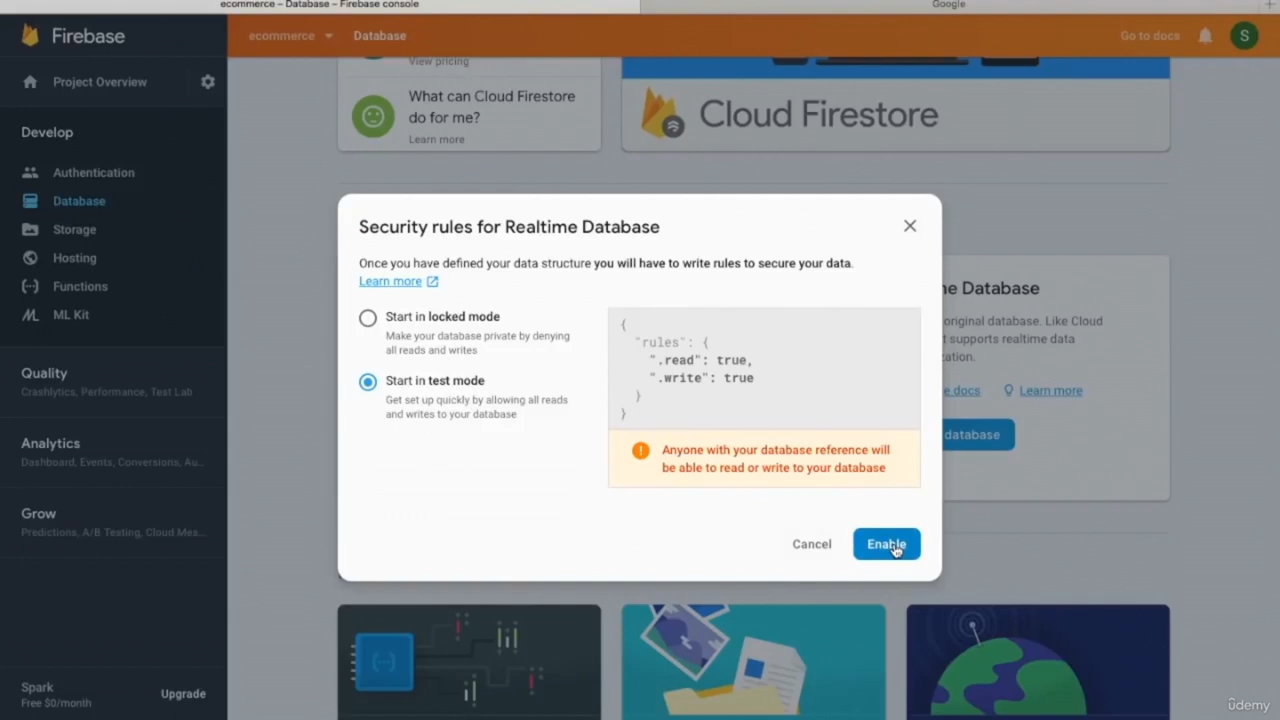 ecommerce – Database – Firebase console
Google
Firebase
ecommerce
Database
Go to docs
S
Project Overview
Develop
Authentication
Database
Storage
Hosting
Functions
ML Kit
Quality
Crashlytics, Performance, Test Lab
Analytics
Dashboard, Events, Conversions, Au...
Grow
Predictions, A/B Testing, Cloud Mes...
Spark
Free $0/month
Upgrade
View pricing
What can Cloud Firestore
do for me?
Learn more
Cloud Firestore
Security rules for Realtime Database
Once you have defined your data structure you will have to write rules to secure your data.
Learn more
Start in locked mode
Make your database private by denying
all reads and writes
Start in test mode
Get set up quickly by allowing all reads
and writes to your database
{
"rules": {
".read": true,
".write": true
}
}
Anyone with your database reference will
be able to read or write to your database
Cancel
Enable
Database
original database. Like Cloud
supports realtime data
docs
Learn more
database
udemy